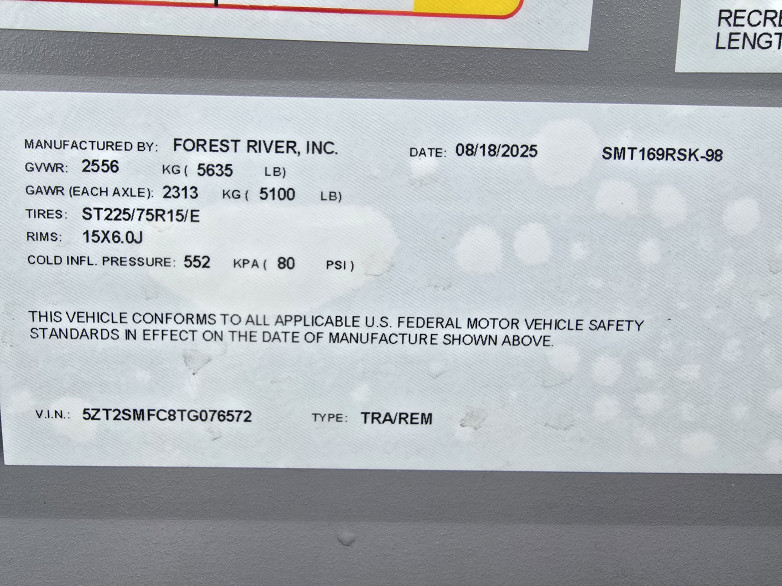 RECRE
LENGT
MANUFACTURED BY: FOREST RIVER, INC. DATE: 08/18/2025 SMT169RSK-98
GVWR: 2556 KG ( 5635 LB)
GAWR (EACH AXLE): 2313 KG ( 5100 LB)
TIRES: ST225/75R15/E
RIMS: 15X6.0J
COLD INFL. PRESSURE: 552 KPA ( 80 PSI )
THIS VEHICLE CONFORMS TO ALL APPLICABLE U.S. FEDERAL MOTOR VEHICLE SAFETY
STANDARDS IN EFFECT ON THE DATE OF MANUFACTURE SHOWN ABOVE.
V.I.N.: 5ZT2SMFC8TG076572 TYPE: TRA/REM